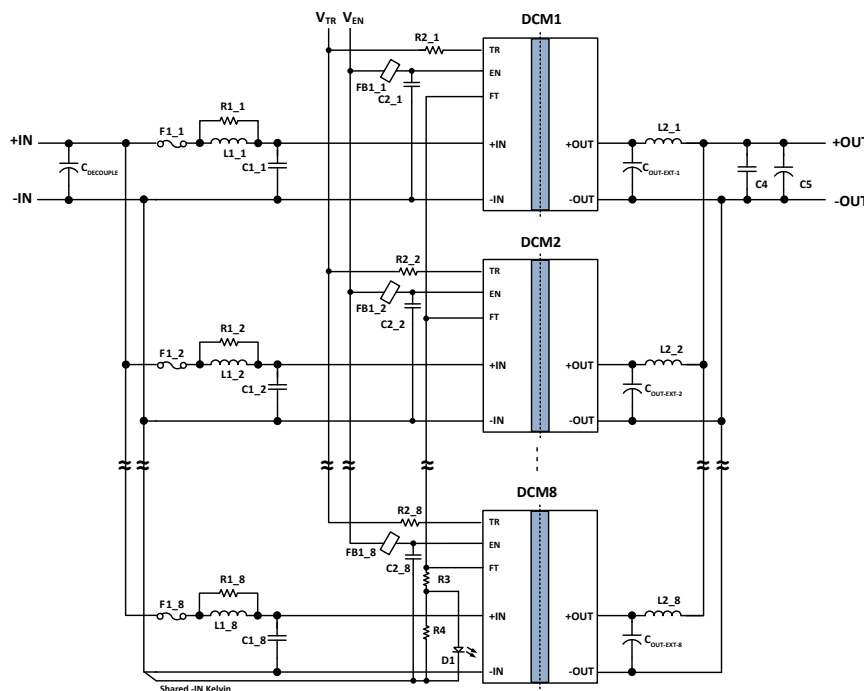 DCM1
VTR VEN
R2_1
TR
EN
FB1_1
C2_1
FT
R1_1
F1_1
L1_1
+IN
CDECOUPLE
C1_1
-IN
+IN
-IN
+OUT
-OUT
L2_1
COUT-EXT-1
C4
C5
+OUT
-OUT
DCM2
R2_2
TR
EN
FB1_2
C2_2
FT
R1_2
F1_2
L1_2
C1_2
+IN
-IN
+OUT
-OUT
L2_2
COUT-EXT-2
DCM8
R2_8
TR
EN
FB1_8
C2_8
FT
R3
R4
D1
R1_8
F1_8
L1_8
C1_8
+IN
-IN
+OUT
-OUT
L2_8
COUT-EXT-8
Shared -IN Kelvin